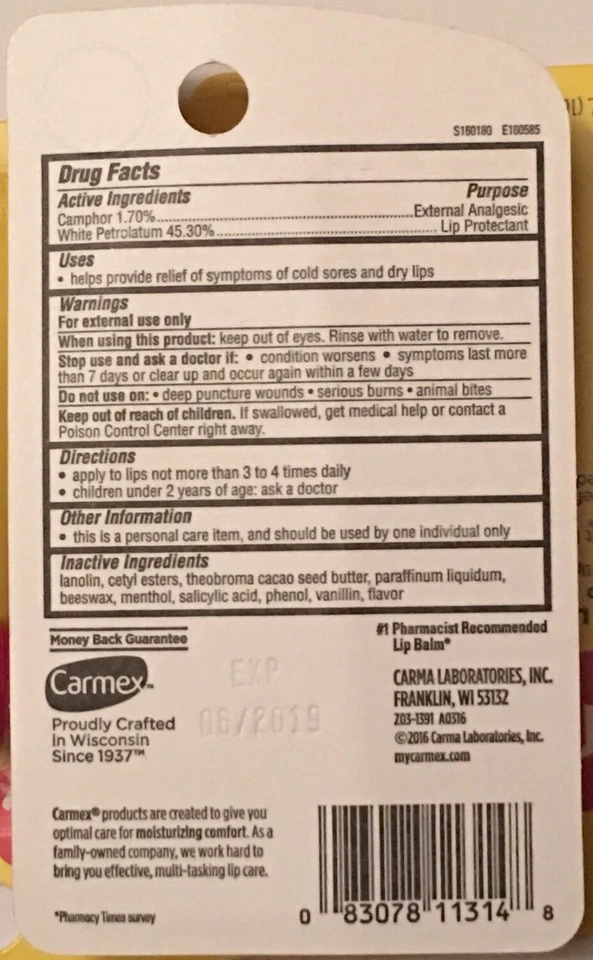 S160180 E160585
Drug Facts
Active Ingredients Purpose
Camphor 1.70%..........External Analgesic
White Petrolatum 45.30%..........Lip Protectant
Uses
• helps provide relief of symptoms of cold sores and dry lips
Warnings
For external use only
When using this product: keep out of eyes. Rinse with water to remove.
Stop use and ask a doctor if: • condition worsens • symptoms last more
than 7 days or clear up and occur again within a few days
Do not use on: • deep puncture wounds • serious burns • animal bites
Keep out of reach of children. If swallowed, get medical help or contact a
Poison Control Center right away.
Directions
• apply to lips not more than 3 to 4 times daily
• children under 2 years of age: ask a doctor
Other Information
• this is a personal care item, and should be used by one individual only
Inactive Ingredients
lanolin, cetyl esters, theobroma cacao seed butter, paraffinum liquidum,
beeswax, menthol, salicylic acid, phenol, vanillin, flavor
Money Back Guarantee
Carmex™
Proudly Crafted
In Wisconsin
Since 1937™
EXP
06/2019
#1 Pharmacist Recommended
Lip Balm*
CARMA LABORATORIES, INC.
FRANKLIN, WI 53132
Z03-1391 A0316
©2016 Carma Laboratories, Inc.
mycarmex.com
Carmex® products are created to give you
optimal care for moisturizing comfort. As a
family-owned company, we work hard to
bring you effective, multi-tasking lip care.
*Pharmacy Times survey
0 83078 11314 8